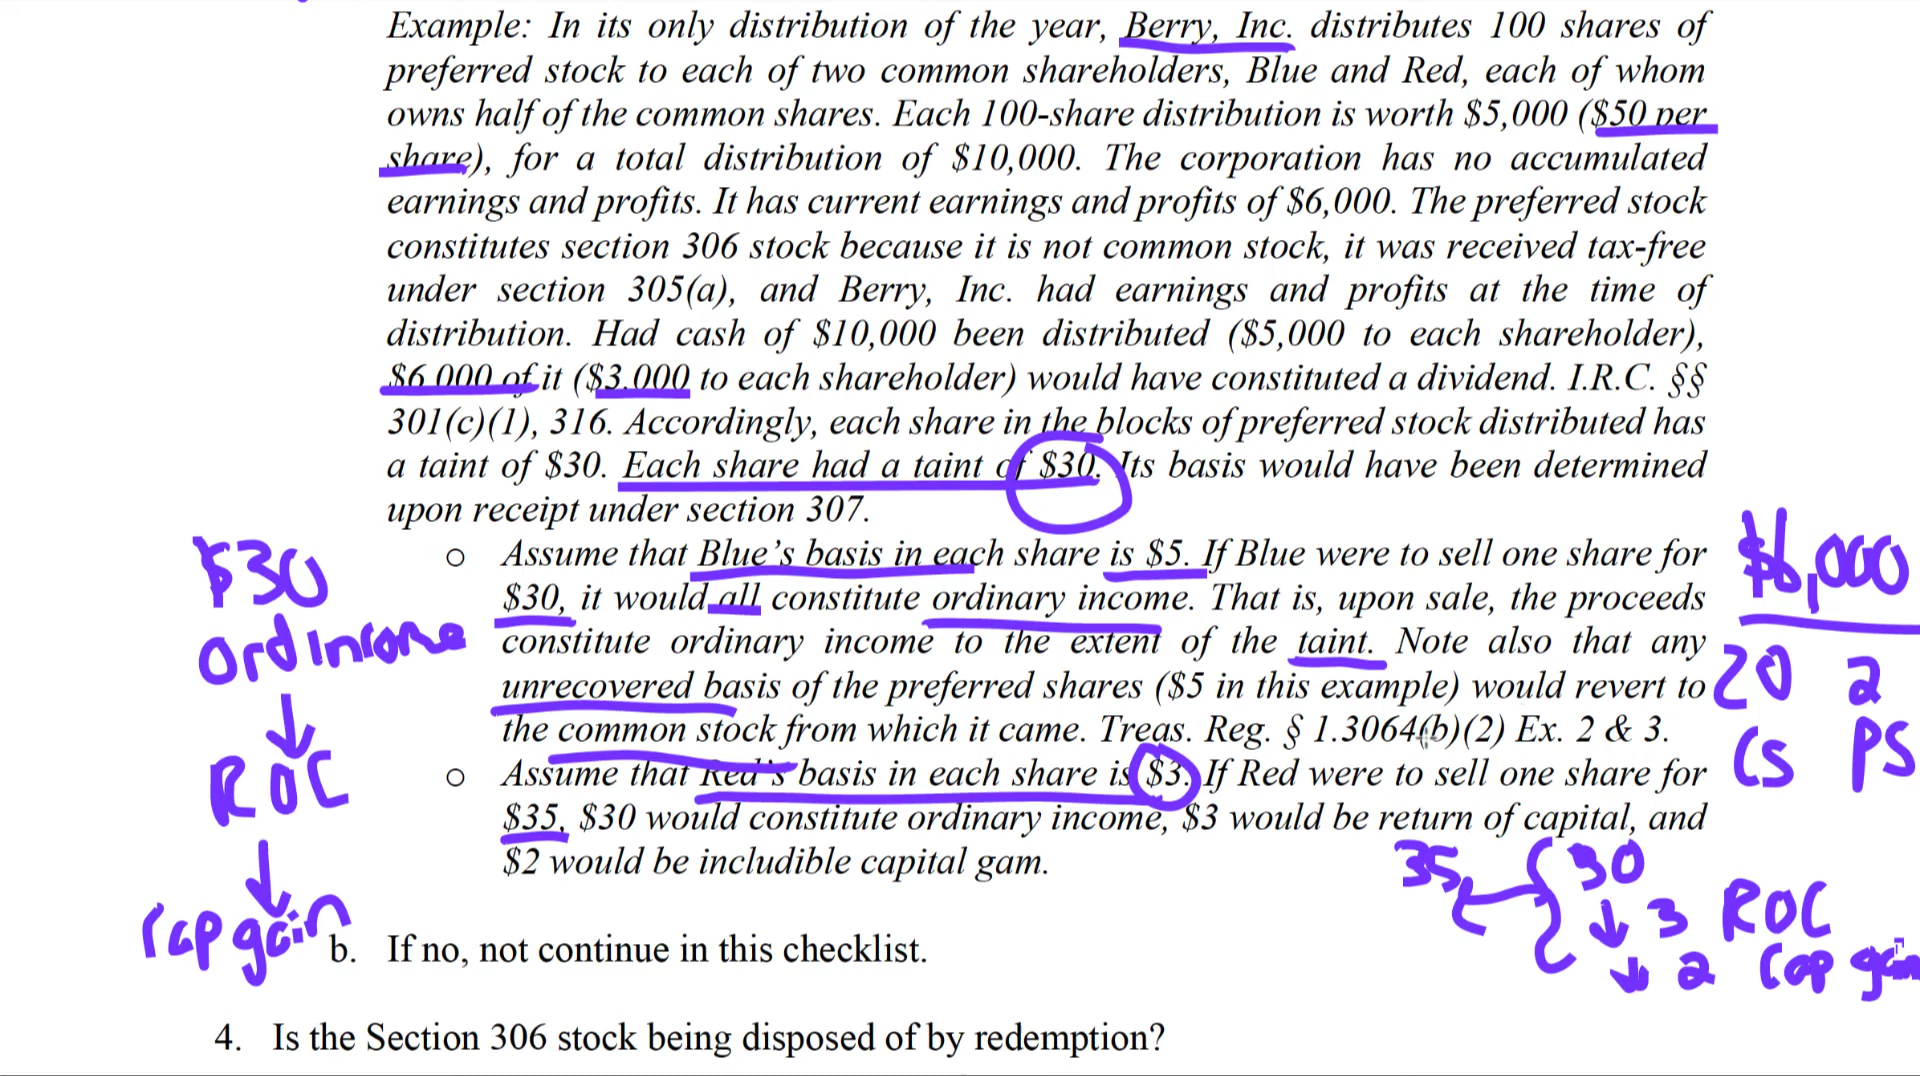 Example: In its only distribution of the year, Berry, Inc. distributes 100 shares of
preferred stock to each of two common shareholders, Blue and Red, each of whom
owns half of the common shares. Each 100-share distribution is worth $5,000 ($50 per
share), for a total distribution of $10,000. The corporation has no accumulated
earnings and profits. It has current earnings and profits of $6,000. The preferred stock
constitutes section 306 stock because it is not common stock, it was received tax-free
under section 305(a), and Berry, Inc. had earnings and profits at the time of
distribution. Had cash of $10,000 been distributed ($5,000 to each shareholder),
$6,000 of it ($3,000 to each shareholder) would have constituted a dividend. I.R.C. §§
301(c)(1), 316. Accordingly, each share in the blocks of preferred stock distributed has
a taint of $30. Each share had a taint of $30. Its basis would have been determined
upon receipt under section 307.
o Assume that Blue's basis in each share is $5. If Blue were to sell one share for
$30, it would all constitute ordinary income. That is, upon sale, the proceeds
constitute ordinary income to the extent of the taint. Note also that any
unrecovered basis of the preferred shares ($5 in this example) would revert to
the common stock from which it came. Treas. Reg. § 1.3064(b)(2) Ex. 2 & 3.
o Assume that Red's basis in each share is $3. If Red were to sell one share for
$35, $30 would constitute ordinary income, $3 would be return of capital, and
$2 would be includible capital gam.
b. If no, not continue in this checklist.
4. Is the Section 306 stock being disposed of by redemption?
$30
ord income
ROC
cap gain
$6,000
20 2
CS PS
35 30
3 ROC
2 cap gain